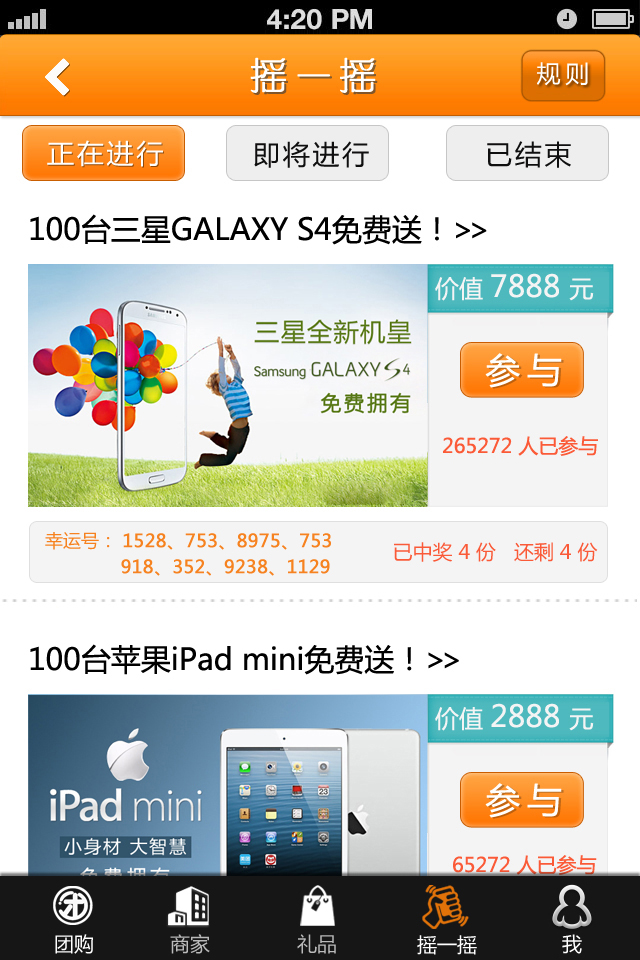 4:20 PM
摇一摇
规则
正在进行
即将进行
已结束
100台三星GALAXY S4免费送！>>
价值 7888 元
三星全新机皇
Samsung GALAXY S4
免费拥有
参与
265272 人已参与
幸运号： 1528、753、8975、753
918、352、9238、1129
已中奖 4 份 还剩 4 份
100台苹果iPad mini免费送！>>
价值 2888 元
iPad mini
小身材 大智慧
免费拥有
参与
65272 人已参与
团购
商家
礼品
摇一摇
我